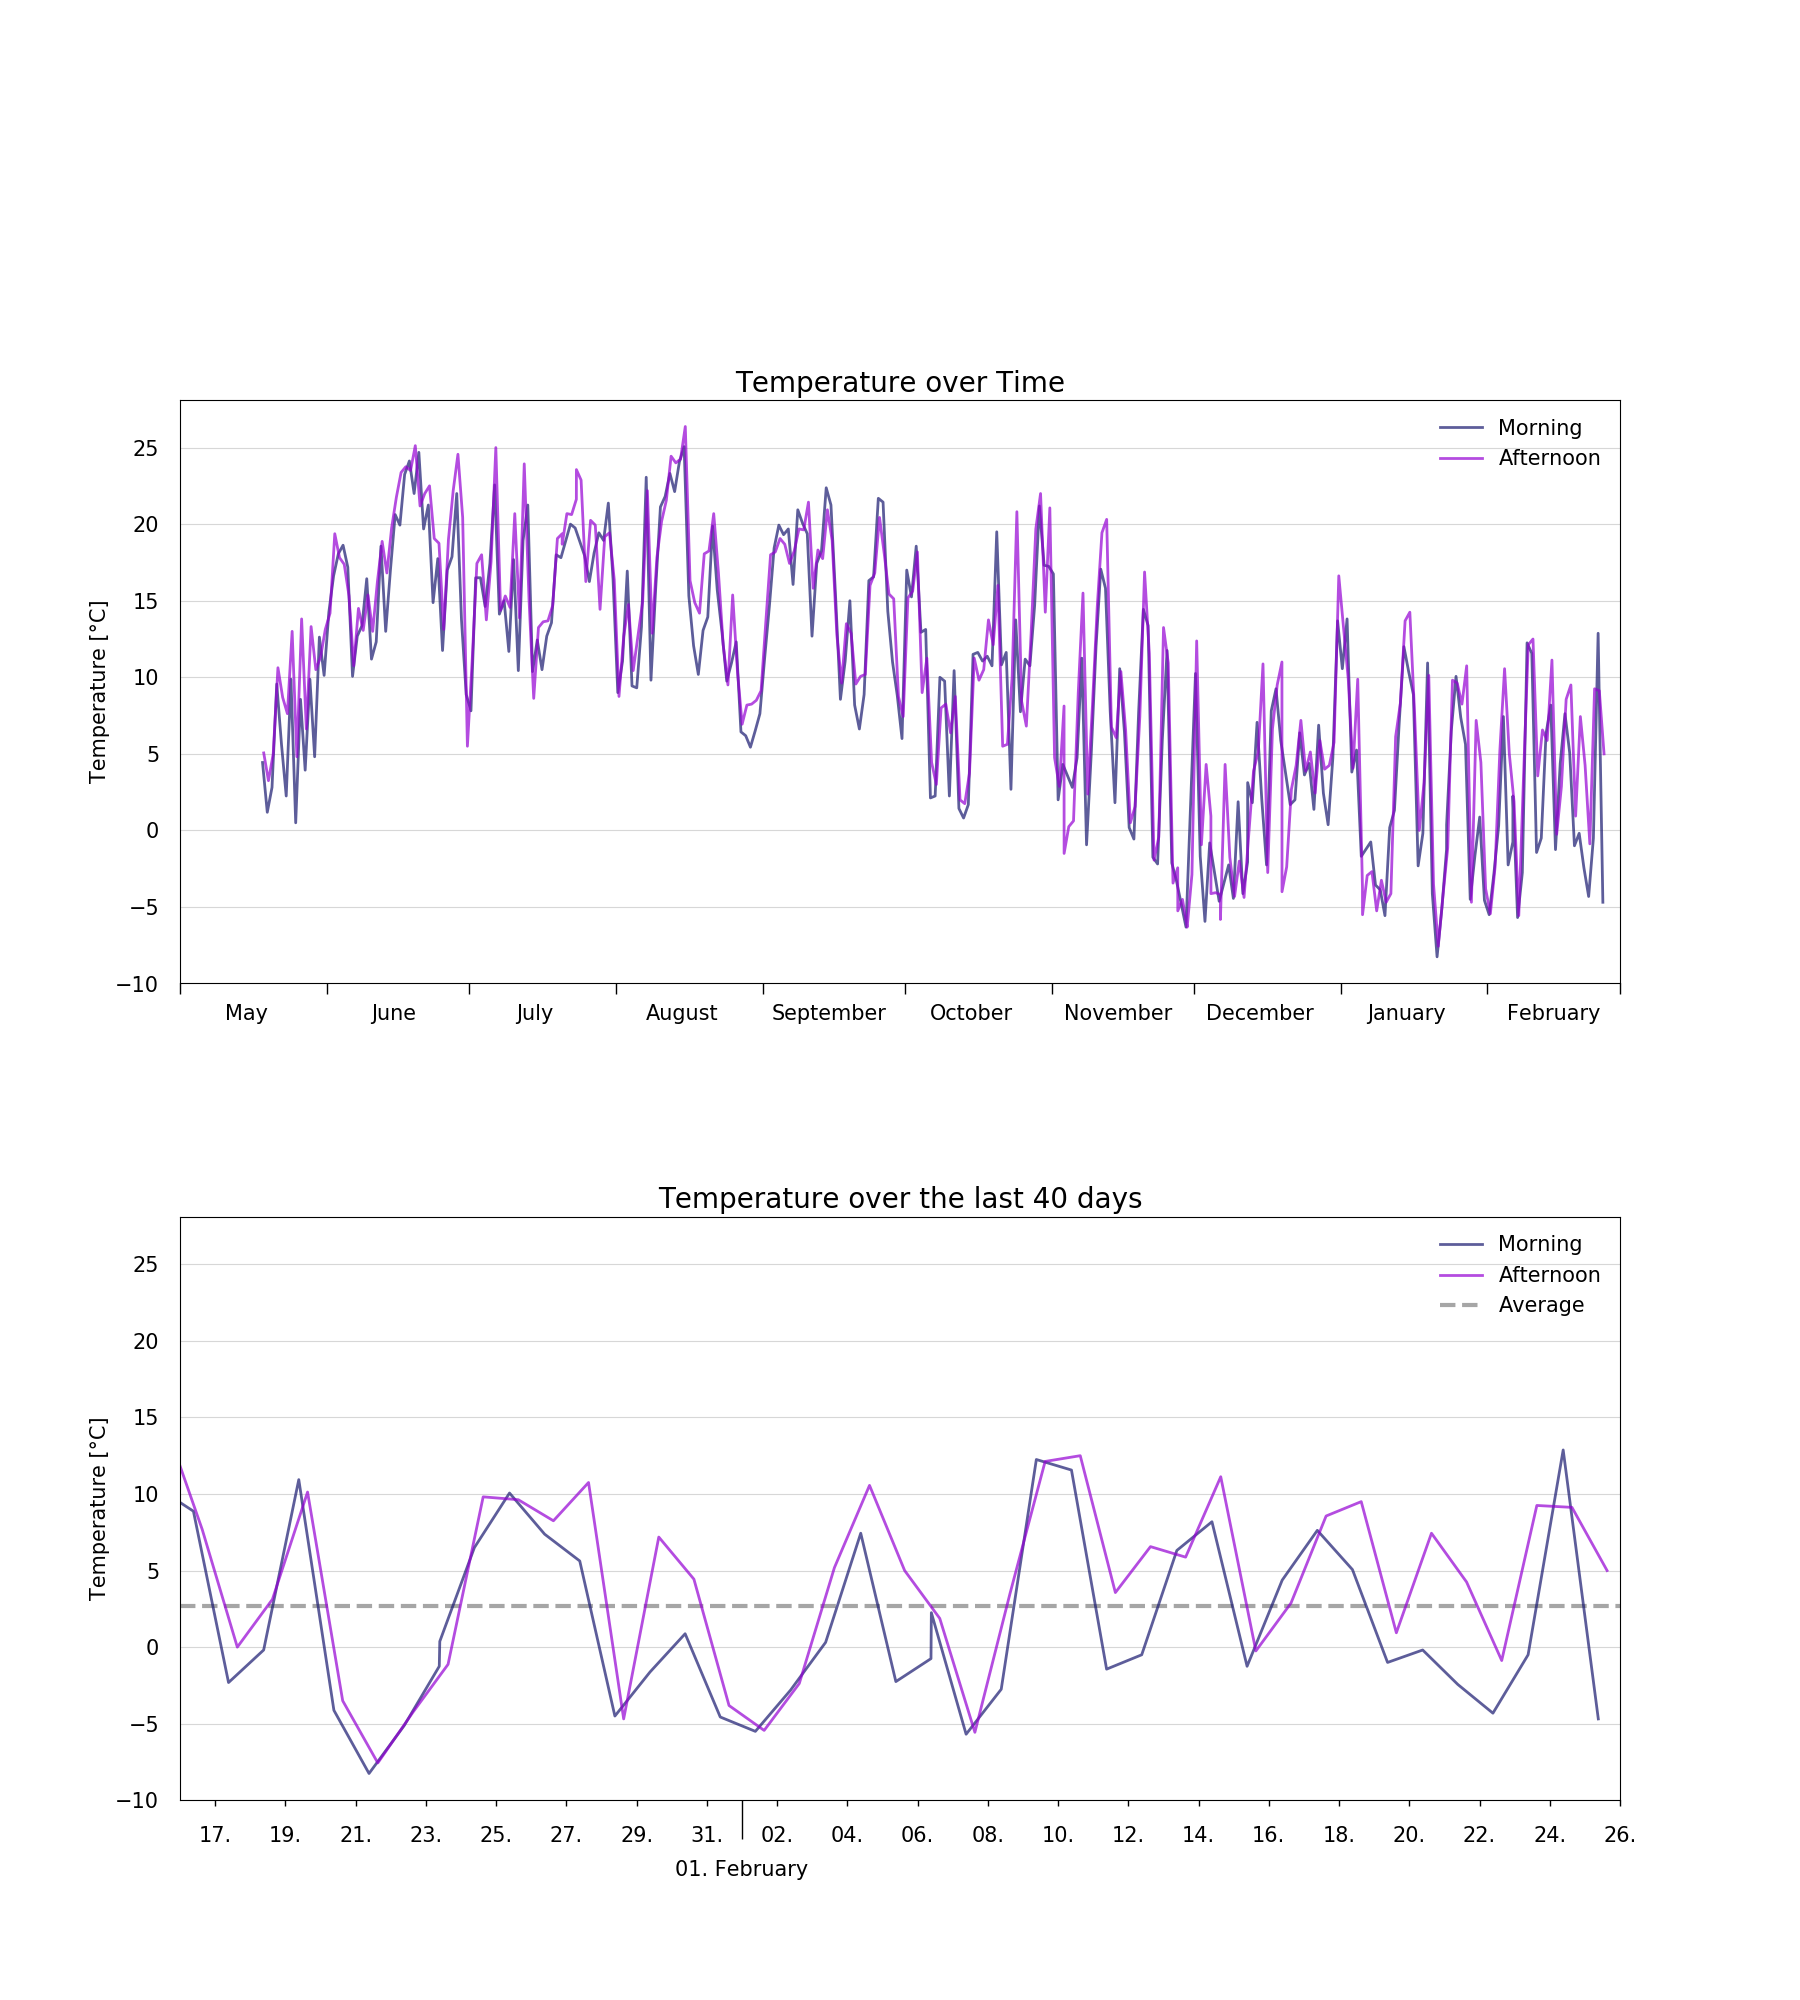 Temperature over Time
Morning
Afternoon
Temperature [°C]
25
20
15
10
5
0
−5
−10
May June July August September October November December January February
Temperature over the last 40 days
Morning
Afternoon
Average
Temperature [°C]
25
20
15
10
5
0
−5
−10
17. 19. 21. 23. 25. 27. 29. 31. 02. 04. 06. 08. 10. 12. 14. 16. 18. 20. 22. 24. 26.
01. February